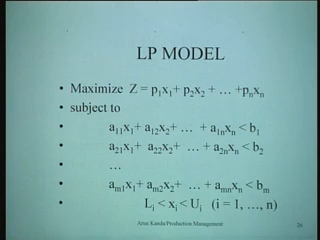 LP MODEL
• Maximize Z = p₁x₁+ p₂x₂ + … +pₙxₙ
• subject to
• a₁₁x₁+ a₁₂x₂+ … + a₁ₙxₙ < b₁
• a₂₁x₁+ a₂₂x₂+ … + a₂ₙxₙ < b₂
• …
• aₘ₁x₁+ aₘ₂x₂+ … + aₘₙxₙ < bₘ
• Lᵢ < xᵢ < Uᵢ (i = 1, …, n)
Arun Kanda/Production Management
26